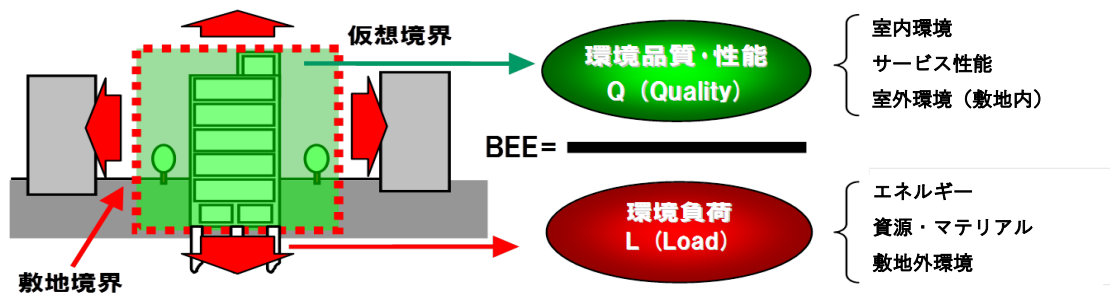 仮想境界
敷地境界
環境品質・性能
Q（Quality）
BEE=
環境負荷
L（Load）
室内環境
サービス性能
室外環境（敷地内）
エネルギー
資源・マテリアル
敷地外環境